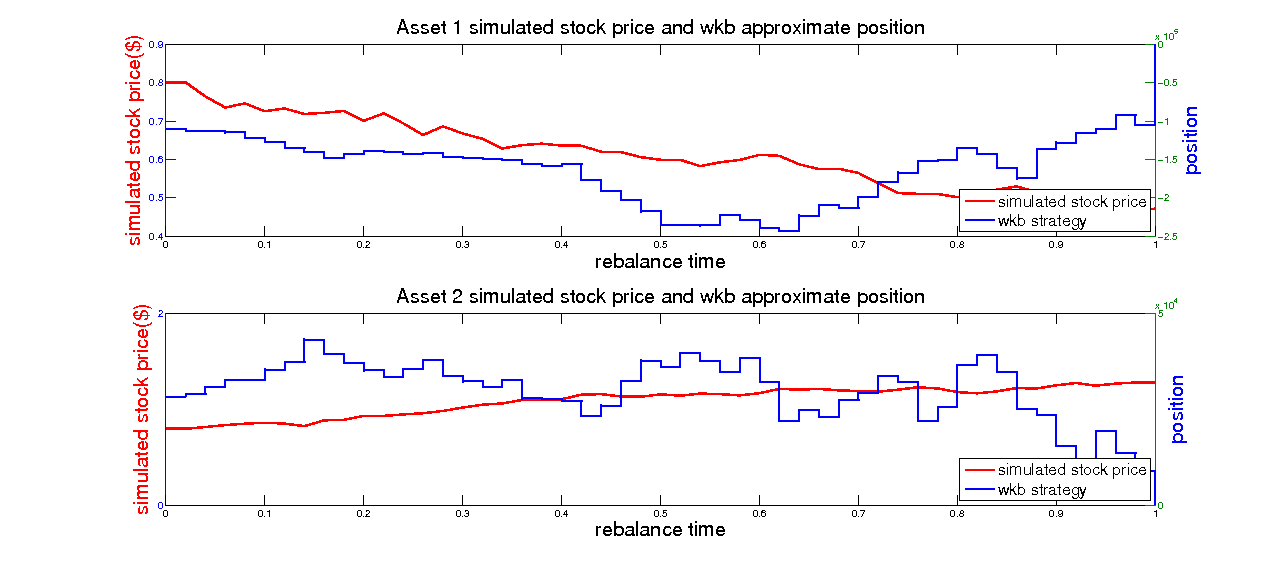 Asset 1 simulated stock price and wkb approximate position
simulated stock price($)
0.9
0.8
0.7
0.6
0.5
0.4
0
0.1
0.2
0.3
0.4
0.5
0.6
0.7
0.8
0.9
1
rebalance time
0
-0.5
-1
-1.5
-2
-2.5
position
simulated stock price
wkb strategy
Asset 2 simulated stock price and wkb approximate position
simulated stock price($)
2
0
0
0.1
0.2
0.3
0.4
0.5
0.6
0.7
0.8
0.9
1
rebalance time
x 10^4
5
0
position
simulated stock price
wkb strategy